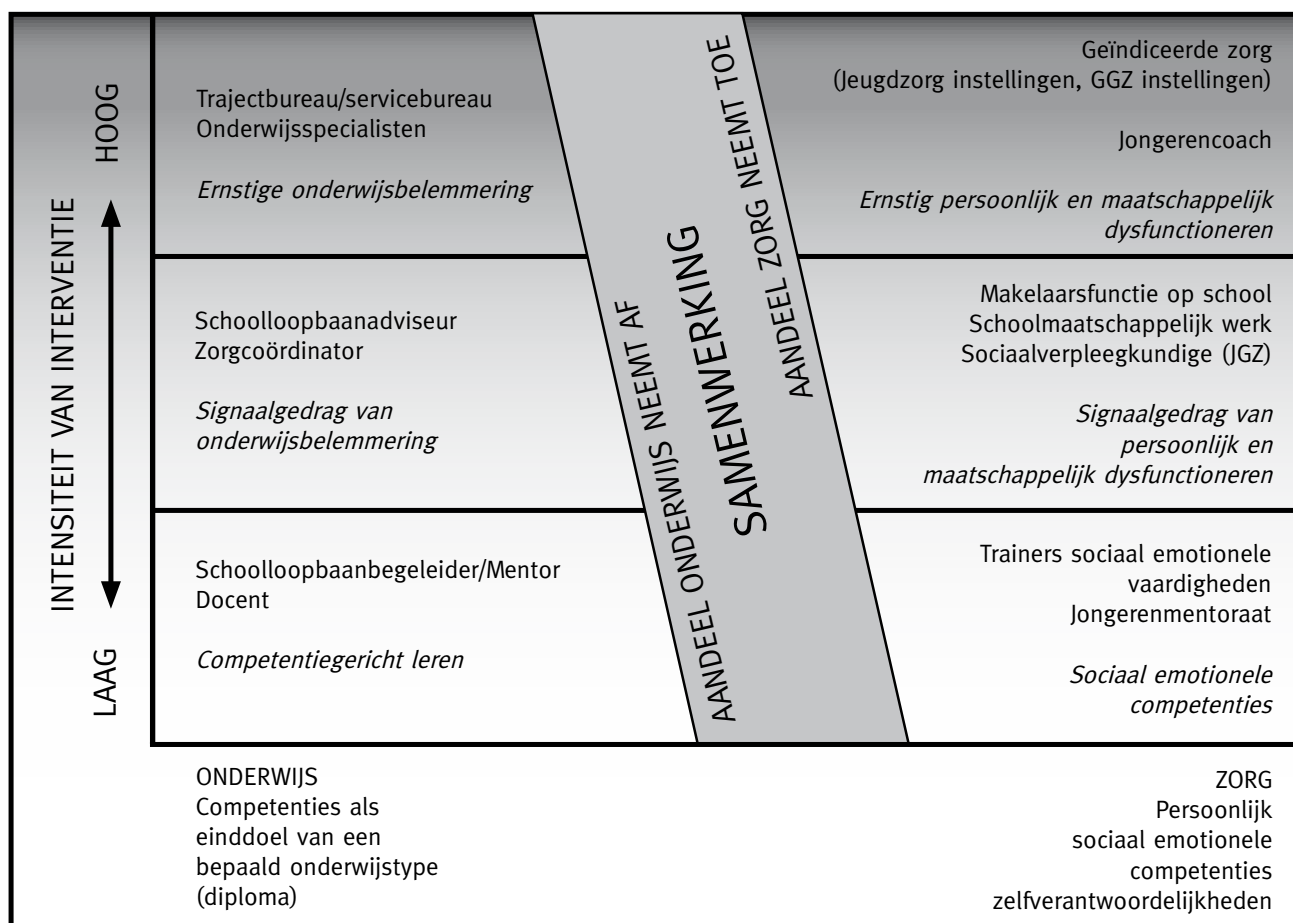 INTENSITEIT VAN INTERVENTIE
HOOG
LAAG
Trajectbureau/servicebureau
Onderwijsspecialisten
Ernstige onderwijsbelemmering
Geïndiceerde zorg
(Jeugdzorg instellingen, GGZ instellingen)
Jongerencoach
Ernstig persoonlijk en maatschappelijk
dysfunctioneren
Schoolloopbaanadviseur
Zorgcoördinator
Signaalgedrag van
onderwijsbelemmering
Makelaarsfunctie op school
Schoolmaatschappelijk werk
Sociaalverpleegkundige (JGZ)
Signaalgedrag van
persoonlijk en
maatschappelijk dysfunctioneren
Schoolloopbaanbegeleider/Mentor
Docent
Competentiegericht leren
Trainers sociaal emotionele
vaardigheden
Jongerenmentoraat
Sociaal emotionele
competenties
AANDEEL ONDERWIJS NEEMT AF
SAMENWERKING
AANDEEL ZORG NEEMT TOE
ONDERWIJS
Competenties als
einddoel van een
bepaald onderwijstype
(diploma)
ZORG
Persoonlijk
sociaal emotionele
competenties
zelfverantwoordelijkheden